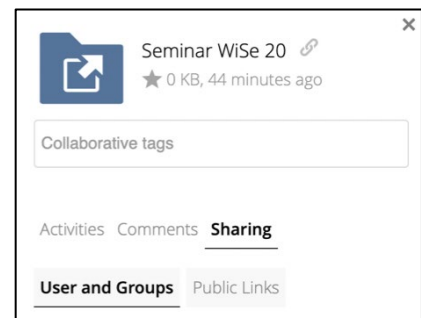 Seminar WiSe 20
0 KB, 44 minutes ago
Collaborative tags
Activities Comments Sharing
User and Groups Public Links